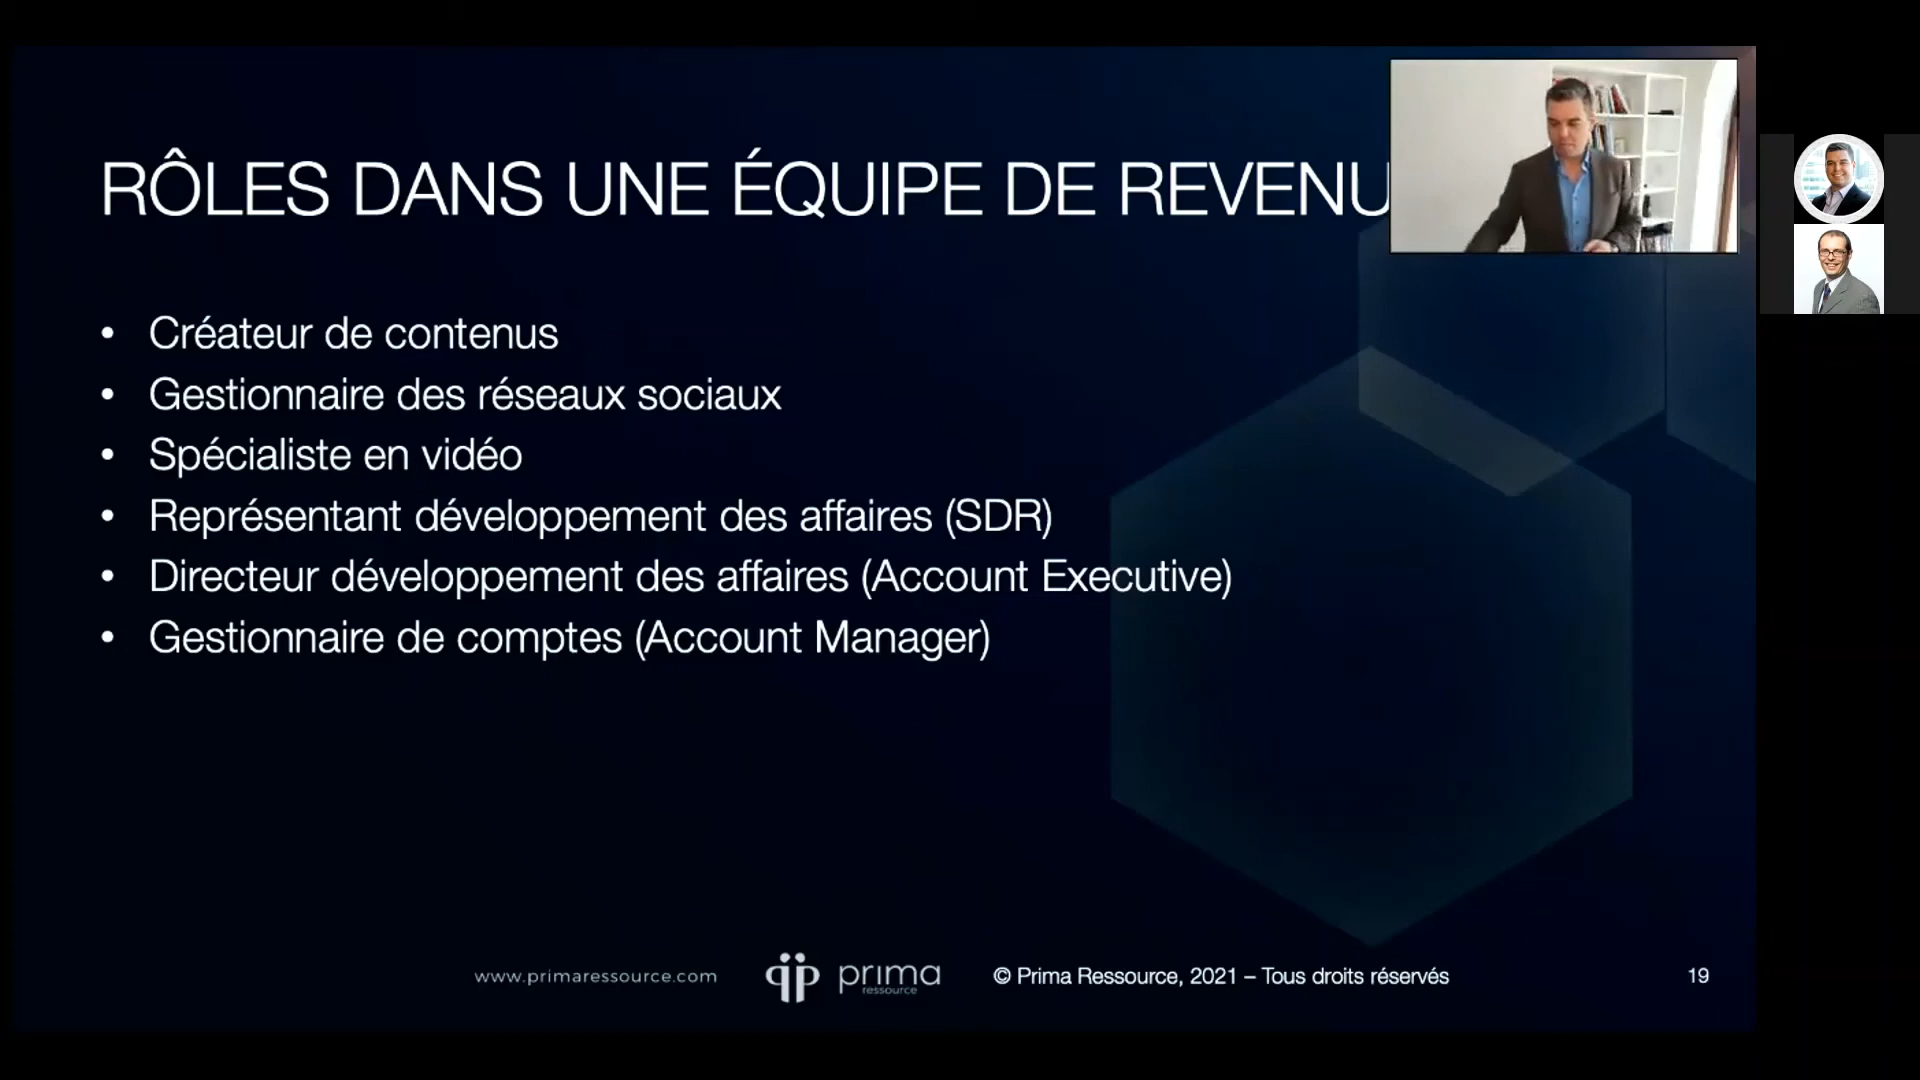 RÔLES DANS UNE ÉQUIPE DE REVENU
• Créateur de contenus
• Gestionnaire des réseaux sociaux
• Spécialiste en vidéo
• Représentant développement des affaires (SDR)
• Directeur développement des affaires (Account Executive)
• Gestionnaire de comptes (Account Manager)
www.primaressource.com prima ressource © Prima Ressource, 2021 – Tous droits réservés 19